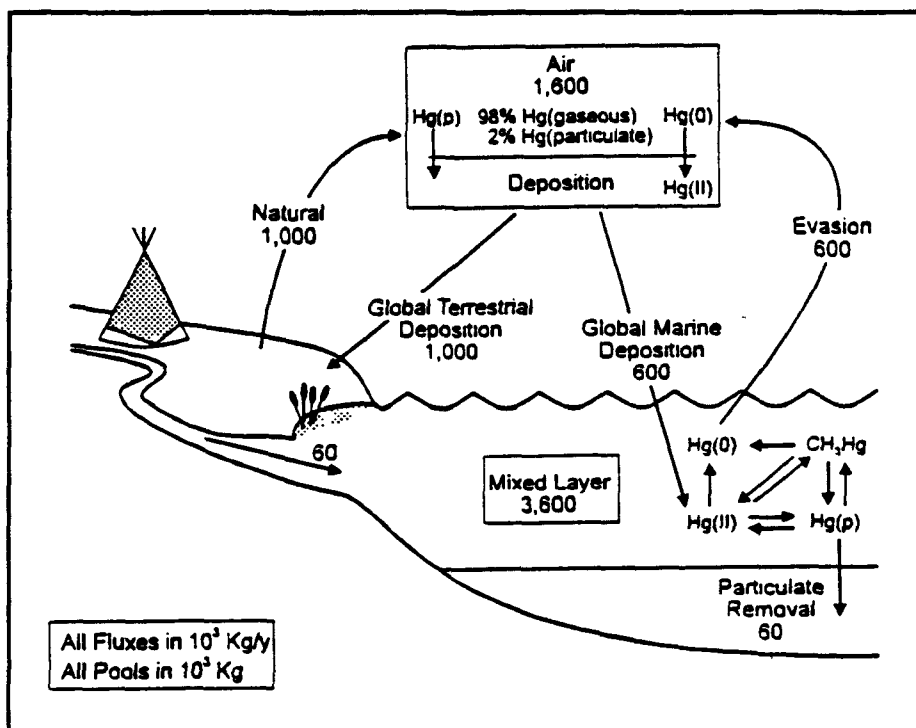 Air
1,600
Hg(p) 98% Hg(gaseous) Hg(0)
2% Hg(particulate)
Deposition Hg(II)
Natural
1,000
Evasion
600
Global Terrestrial
Deposition
1,000
Global Marine
Deposition
600
60
Mixed Layer
3,600
Hg(0) CH₃Hg
Hg(II) Hg(p)
Particulate
Removal
60
All Fluxes in 10³ Kg/y
All Pools in 10³ Kg